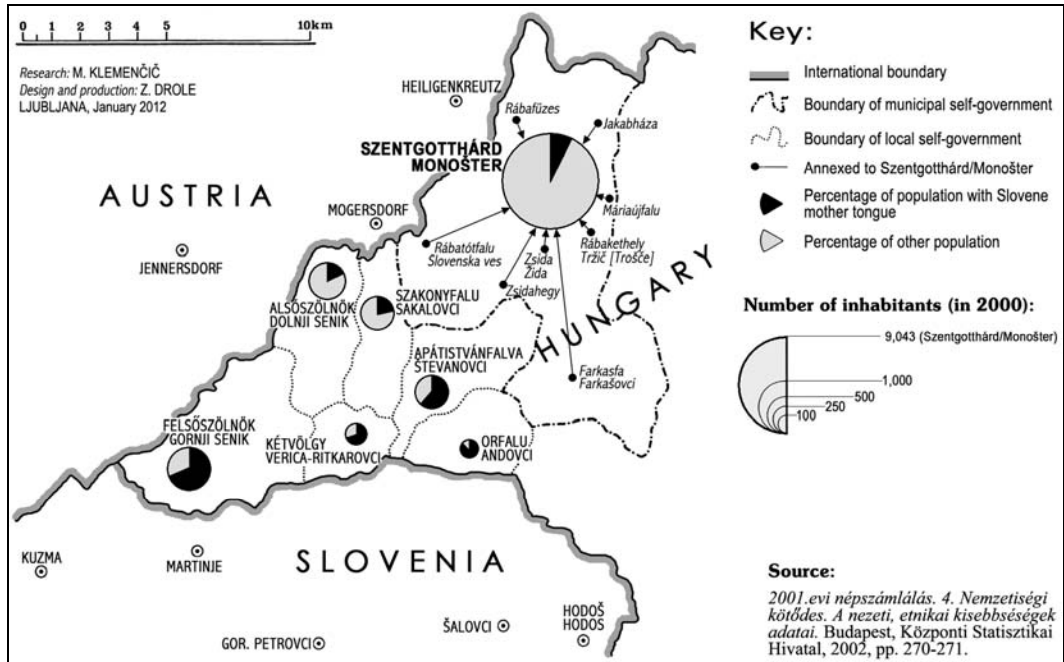 0 1 2 5 10km
Research: M. KLEMENČIČ
Design and production: Z. DROLE
LJUBLJANA, January 2012
HEILIGENKREUTZ
Rábafüzes
Jakabháza
SZENTGOTTHÁRD
MONOŠTER
AUSTRIA
MOGERSDORF
Máriaújfalu
Rábatótfalu
Slovenska ves
Rábakethely
Tržič [Trošče]
Zsida
Žida
Zsidahegy
JENNERSDORF
ALSÓSZÖLNÖK
DOLNJI SENIK
SZAKONYFALU
SAKALOVCI
HUNGARY
APÁTISTVÁNFALVA
ŠTEVANOVCI
Farkasfa
Farkašovci
FELSŐSZÖLNÖK
GORNJI SENIK
KÉTVÖLGY
VERICA-RITKAROVCI
ORFALU
ANDOVCI
KUZMA
MARTINJE
SLOVENIA
GOR. PETROVCI
ŠALOVCI
HODOŠ
HODOS
Key:
International boundary
Boundary of municipal self-government
Boundary of local self-government
Annexed to Szentgotthárd/Monošter
Percentage of population with Slovene
mother tongue
Percentage of other population
Number of inhabitants (in 2000):
9,043 (Szentgotthárd/Monošter)
1,000
500
250
100
Source:
2001.evi népszámlálás. 4. Nemzetiségi
kötődes. A nezeti, etnikai kisebbséségek
adatai. Budapest, Központi Statisztikai
Hivatal, 2002, pp. 270-271.